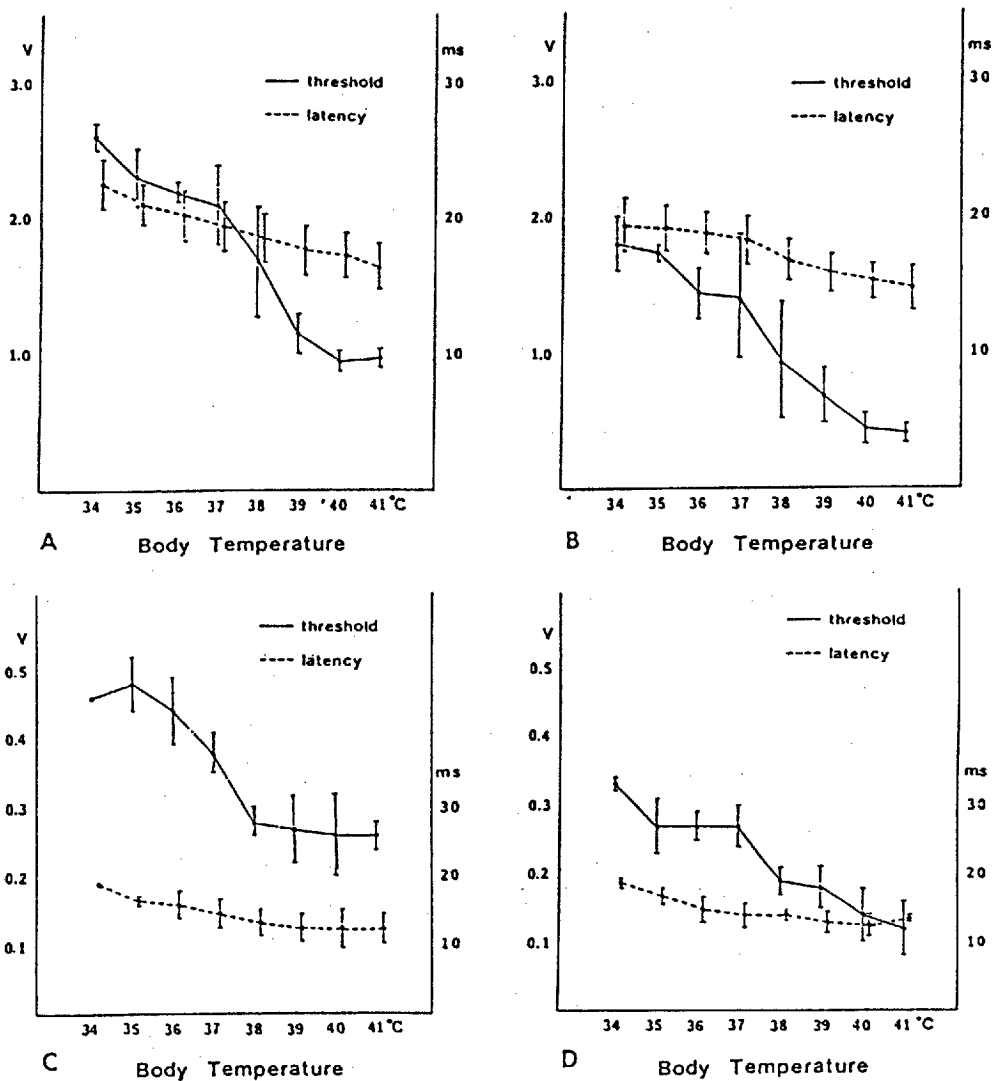 V
ms
3.0
30
threshold
latency
2.0
20
1.0
10
34 35 36 37 38 39 40 41°C
A Body Temperature
V
ms
3.0
30
threshold
latency
2.0
20
1.0
10
34 35 36 37 38 39 40 41°C
B Body Temperature
V
threshold
latency
0.5
0.4
ms
0.3
30
0.2
20
0.1
10
34 35 36 37 38 39 40 41°C
C Body Temperature
V
threshold
latency
0.5
0.4
ms
0.3
30
0.2
20
0.1
10
34 35 36 37 38 39 40 41°C
D Body Temperature